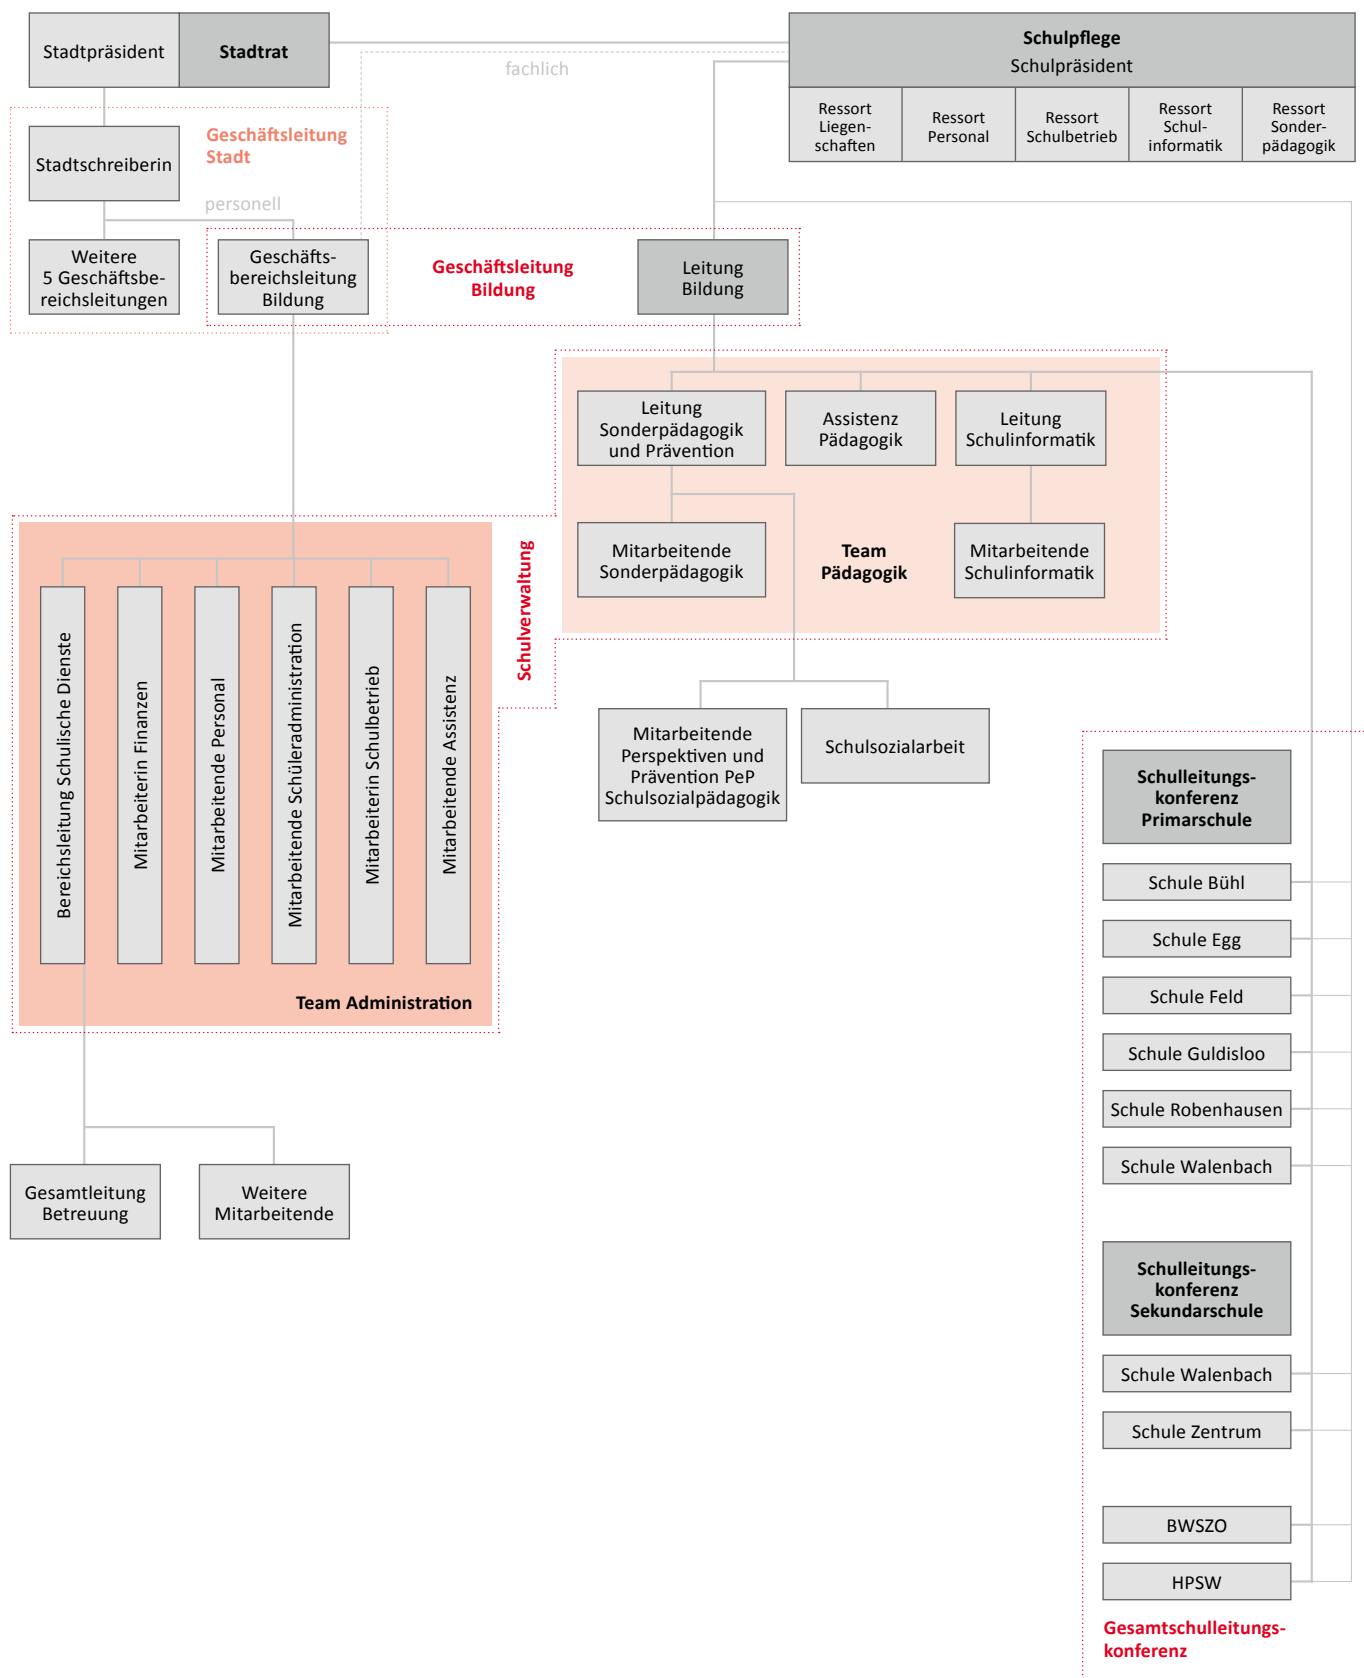 Stadtpräsident
Stadtrat
fachlich
Schulpflege
Schulpräsident
Ressort
Liegen-
schaften
Ressort
Personal
Ressort
Schulbetrieb
Ressort
Schul-
informatik
Ressort
Sonder-
pädagogik
Geschäftsleitung
Stadt
Stadtschreiberin
personell
Weitere
5 Geschäftsbe-
reichsleitungen
Geschäfts-
bereichsleitung
Bildung
Geschäftsleitung
Bildung
Leitung
Bildung
Leitung
Sonderpädagogik
und Prävention
Assistenz
Pädagogik
Leitung
Schulinformatik
Mitarbeitende
Sonderpädagogik
Team
Pädagogik
Mitarbeitende
Schulinformatik
Schulverwaltung
Bereichsleitung Schulische Dienste
Mitarbeiterin Finanzen
Mitarbeitende Personal
Mitarbeitende Schüleradministration
Mitarbeiterin Schulbetrieb
Mitarbeitende Assistenz
Team Administration
Mitarbeitende
Perspektiven und
Prävention PeP
Schulsozialpädagogik
Schulsozialarbeit
Gesamtleitung
Betreuung
Weitere
Mitarbeitende
Schulleitungs-
konferenz
Primarschule
Schule Bühl
Schule Egg
Schule Feld
Schule Guldisloo
Schule Robenhausen
Schule Walenbach
Schulleitungs-
konferenz
Sekundarschule
Schule Walenbach
Schule Zentrum
BWSZO
HPSW
Gesamtschulleitungs-
konferenz